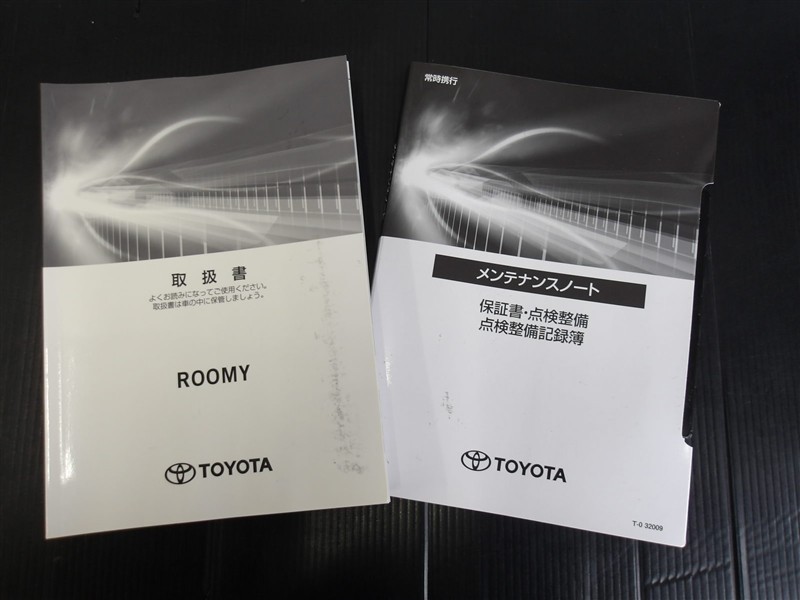 取扱書
よくお読みになってご使用ください。
取扱書は車の中に保管しましょう。
ROOMY
TOYOTA
常時携行
メンテナンスノート
保証書・点検整備
点検整備記録簿
TOYOTA
T-0 32009